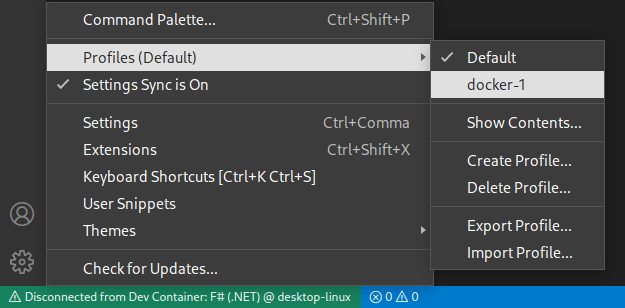 Command Palette... Ctrl+Shift+P
Profiles (Default)
Settings Sync is On
Settings Ctrl+Comma
Extensions Ctrl+Shift+X
Keyboard Shortcuts [Ctrl+K Ctrl+S]
User Snippets
Themes
Check for Updates...
Default
docker-1
Show Contents...
Create Profile...
Delete Profile...
Export Profile...
Import Profile...
Disconnected from Dev Container: F# (.NET) @ desktop-linux
0 0